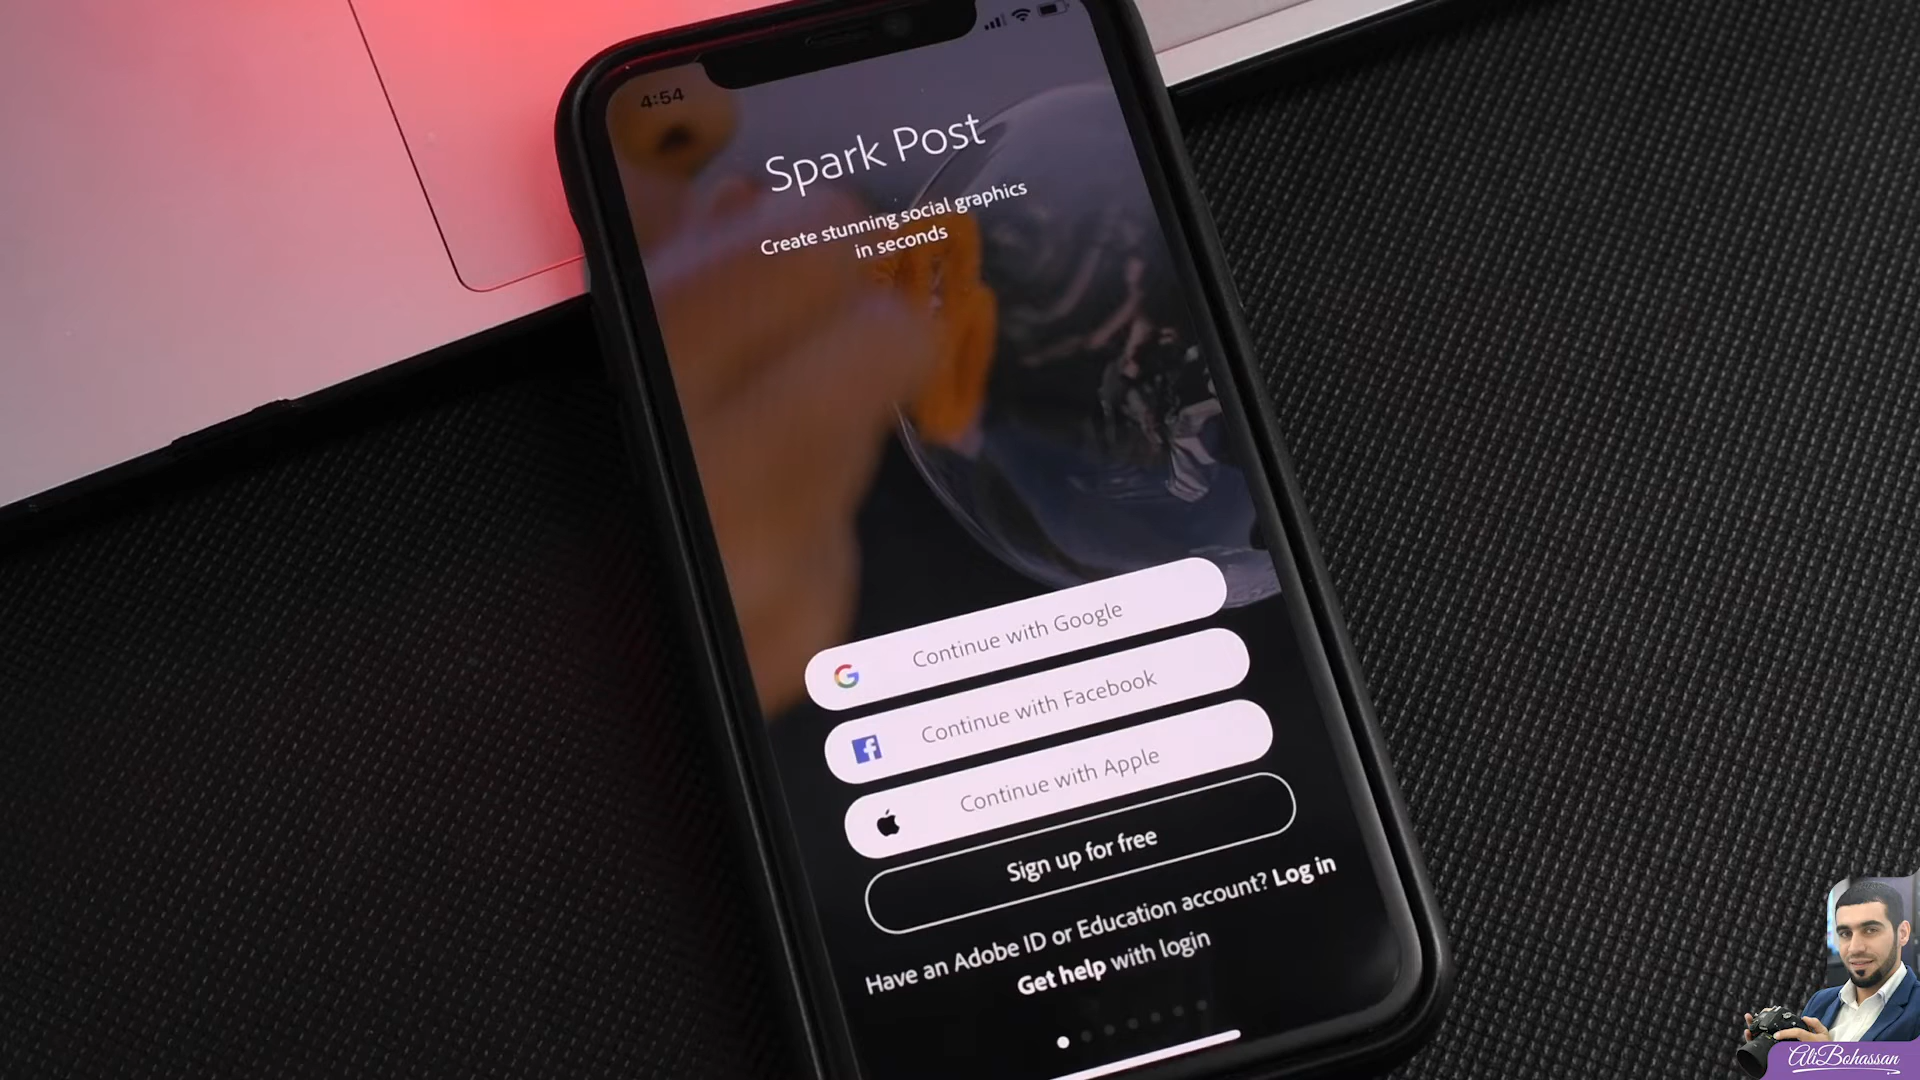 4:54
Spark Post
Create stunning social graphics
in seconds
Continue with Google
Continue with Facebook
Continue with Apple
Sign up for free
Have an Adobe ID or Education account? Log in
Get help with login
AliBohassan